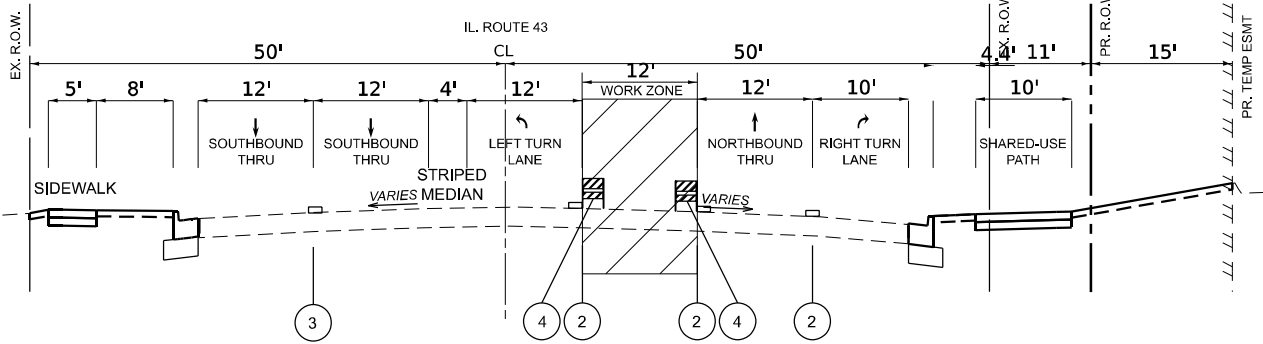 IL. ROUTE 43
EX. R.O.W.
EX. R.O.W
PR. R.O.W
50'
CL
50'
4.4'
11'
15'
PR. TEMP ESMT
5'
8'
12'
12'
4'
12'
12'
WORK ZONE
12'
10'
10'
SOUTHBOUND
THRU
SOUTHBOUND
THRU
LEFT TURN
LANE
NORTHBOUND
THRU
RIGHT TURN
LANE
SHARED-USE
PATH
SIDEWALK
STRIPED
MEDIAN
VARIES
VARIES
3
4
2
2
4
2